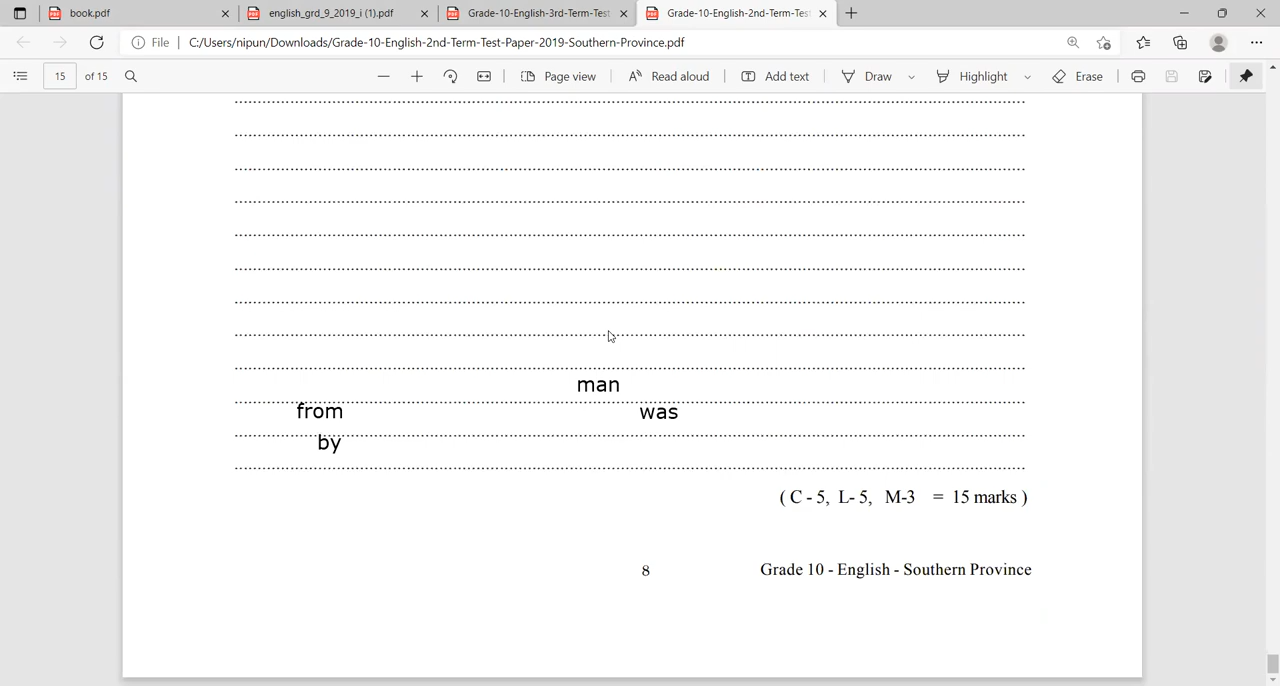 book.pdf
english_grd_9_2019_i (1).pdf
Grade-10-English-3rd-Term-Test
Grade-10-English-2nd-Term-Test
File C:/Users/nipun/Downloads/Grade-10-English-2nd-Term-Test-Paper-2019-Southern-Province.pdf
15 of 15 Page view Read aloud Add text Draw Highlight Erase
man
from was
by
( C - 5, L- 5, M-3 = 15 marks )
8 Grade 10 - English - Southern Province